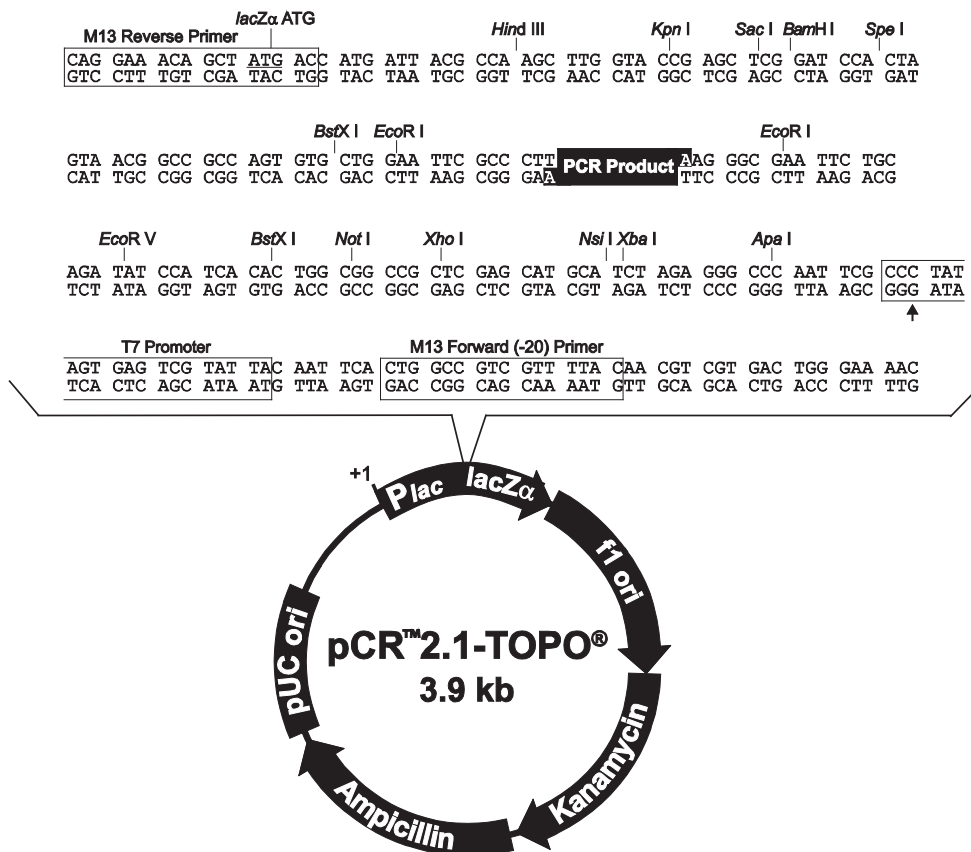 lacZα ATG
M13 Reverse Primer
Hind III Kpn I Sac I BamH I Spe I
CAG GAA ACA GCT ATG ACC ATG ATT ACG CCA AGC TTG GTA CCG AGC TCG GAT CCA CTA
GTC CTT TGT CGA TAC TGG TAC TAA TGC GGT TCG AAC CAT GGC TCG AGC CTA GGT GAT
BstX I EcoR I EcoR I
GTA ACG GCC GCC AGT GTG CTG GAA TTC GCC CTT PCR Product AAG GGC GAA TTC TGC
CAT TGC CGG CGG TCA CAC GAC CTT AAG CGG GAA TTC CCG CTT AAG ACG
EcoR V BstX I Not I Xho I Nsi I Xba I Apa I
AGA TAT CCA TCA CAC TGG CGG CCG CTC GAG CAT GCA TCT AGA GGG CCC AAT TCG CCC TAT
TCT ATA GGT AGT GTG ACC GCC GGC GAG CTC GTA CGT AGA TCT CCC GGG TTA AGC GGG ATA
T7 Promoter M13 Forward (-20) Primer
AGT GAG TCG TAT TAC AAT TCA CTG GCC GTC GTT TTA CAA CGT CGT GAC TGG GAA AAC
TCA CTC AGC ATA ATG TTA AGT GAC CGG CAG CAA AAT GTT GCA GCA CTG ACC CTT TTG
+1
Plac lacZα
f1 ori
pUC ori
pCR™2.1-TOPO®
3.9 kb
Kanamycin
Ampicillin